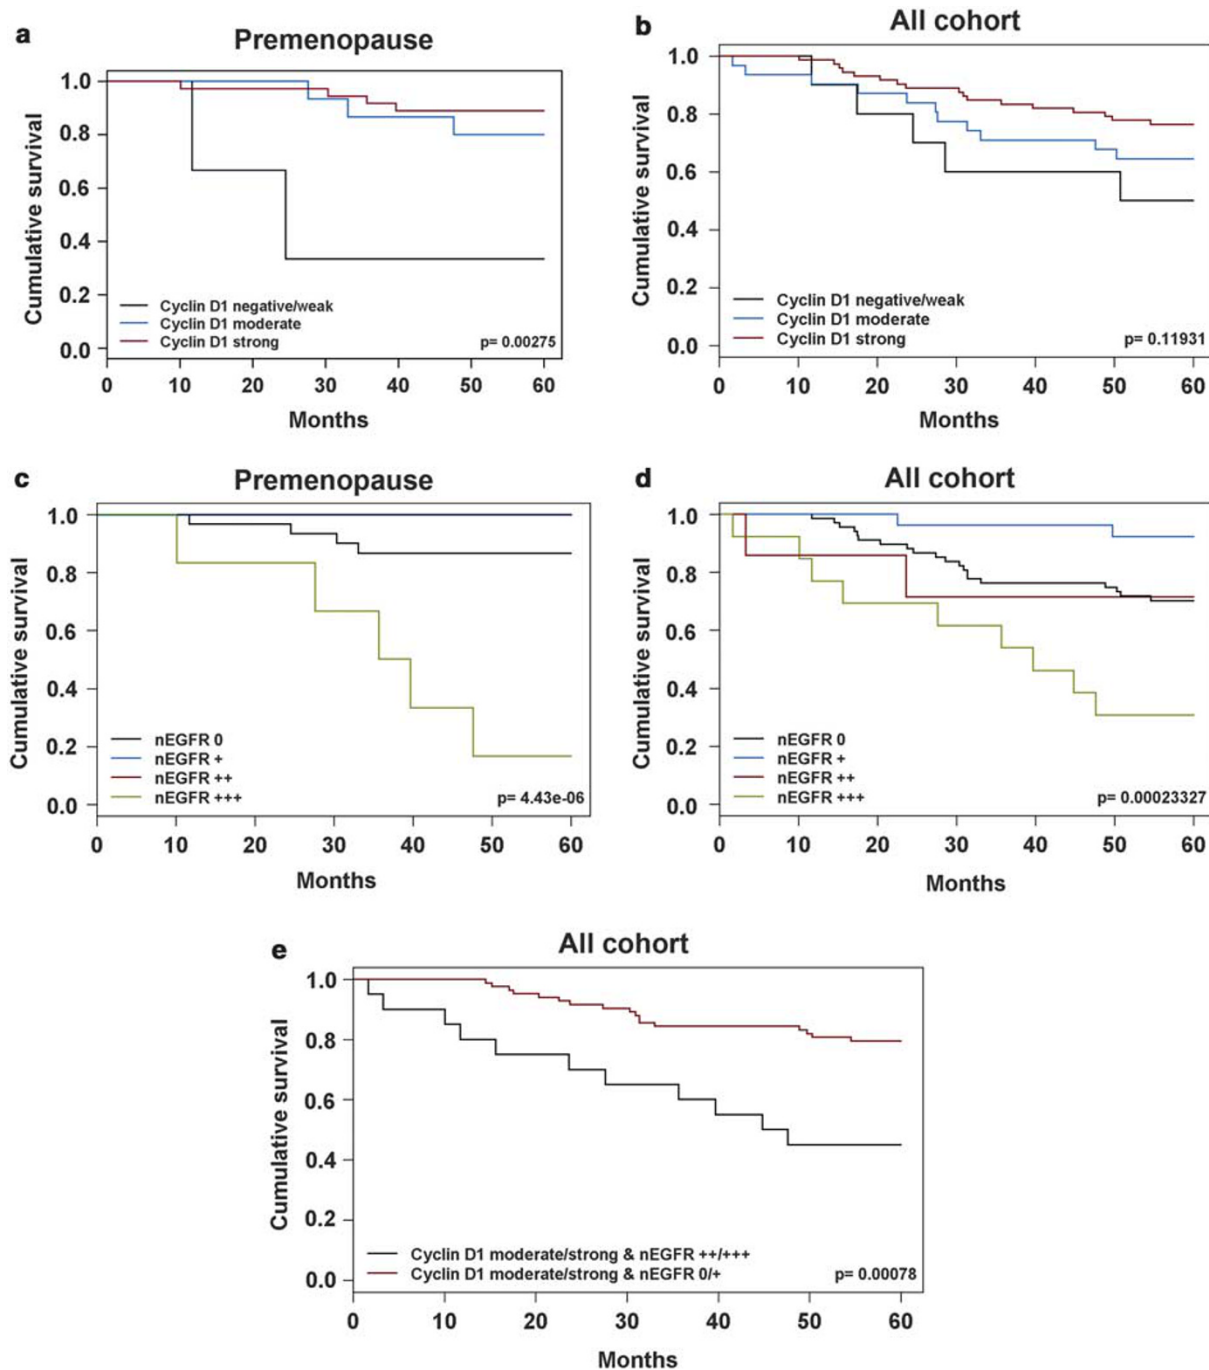 a
Premenopause
Cumulative survival
1.0
0.8
0.6
0.4
0.2
0.0
Cyclin D1 negative/weak
Cyclin D1 moderate
Cyclin D1 strong
p= 0.00275
0 10 20 30 40 50 60
Months
b
All cohort
Cumulative survival
1.0
0.8
0.6
0.4
0.2
0.0
Cyclin D1 negative/weak
Cyclin D1 moderate
Cyclin D1 strong
p= 0.11931
0 10 20 30 40 50 60
Months
c
Premenopause
Cumulative survival
1.0
0.8
0.6
0.4
0.2
0.0
nEGFR 0
nEGFR +
nEGFR ++
nEGFR +++
p= 4.43e-06
0 10 20 30 40 50 60
Months
d
All cohort
Cumulative survival
1.0
0.8
0.6
0.4
0.2
0.0
nEGFR 0
nEGFR +
nEGFR ++
nEGFR +++
p= 0.00023327
0 10 20 30 40 50 60
Months
e
All cohort
Cumulative survival
1.0
0.8
0.6
0.4
0.2
0.0
Cyclin D1 moderate/strong & nEGFR ++/+++
Cyclin D1 moderate/strong & nEGFR 0/+
p= 0.00078
0 10 20 30 40 50 60
Months